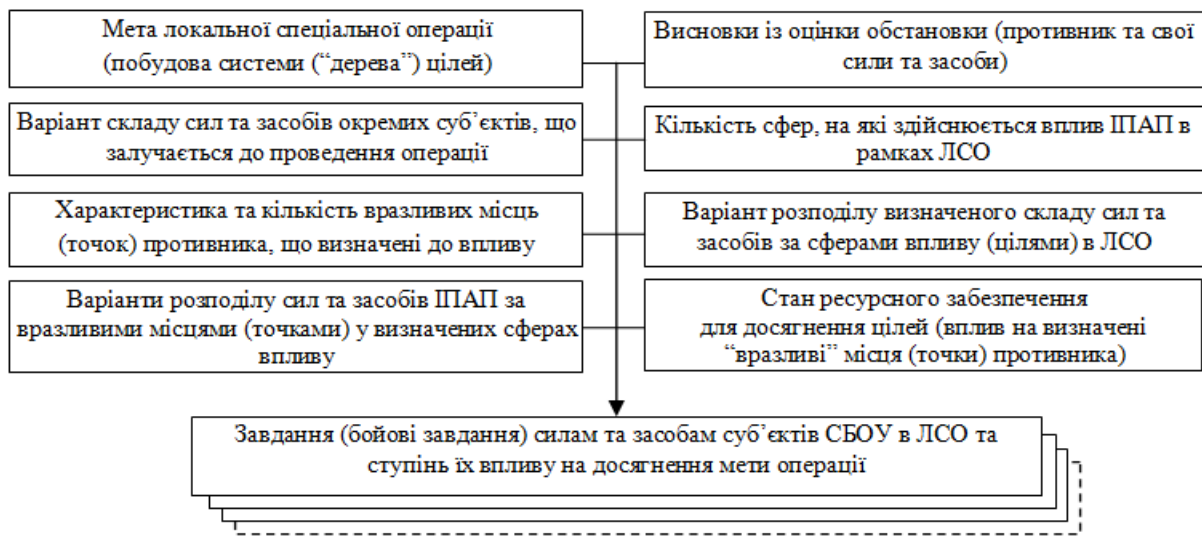 Мета локальної спеціальної операції
(побудова системи (“дерева”) цілей)
Висновки із оцінки обстановки (противник та свої
сили та засоби)
Варіант складу сил та засобів окремих суб’єктів, що
залучається до проведення операції
Кількість сфер, на які здійснюється вплив ІПАП в
рамках ЛСО
Характеристика та кількість вразливих місць
(точок) противника, що визначені до впливу
Варіант розподілу визначеного складу сил та
засобів за сферами впливу (цілями) в ЛСО
Варіанти розподілу сил та засобів ІПАП за
вразливими місцями (точками) у визначених сферах
впливу
Стан ресурсного забезпечення
для досягнення цілей (вплив на визначені
“вразливі” місця (точки) противника)
Завдання (бойові завдання) силам та засобам суб’єктів СБОУ в ЛСО та
ступінь їх впливу на досягнення мети операції